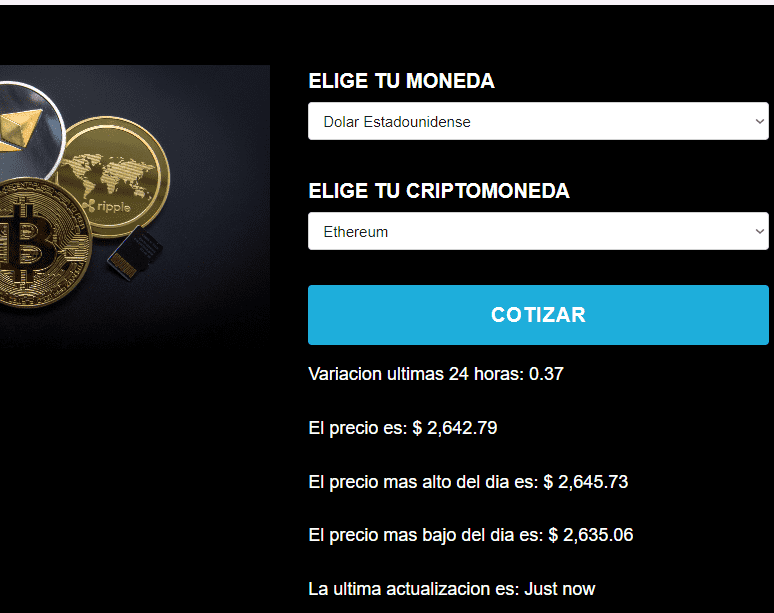 ripple
ELIGE TU MONEDA
Dolar Estadounidense
ELIGE TU CRIPTOMONEDA
Ethereum
COTIZAR
Variacion ultimas 24 horas: 0.37
El precio es: $ 2,642.79
El precio mas alto del dia es: $ 2,645.73
El precio mas bajo del dia es: $ 2,635.06
La ultima actualizacion es: Just now